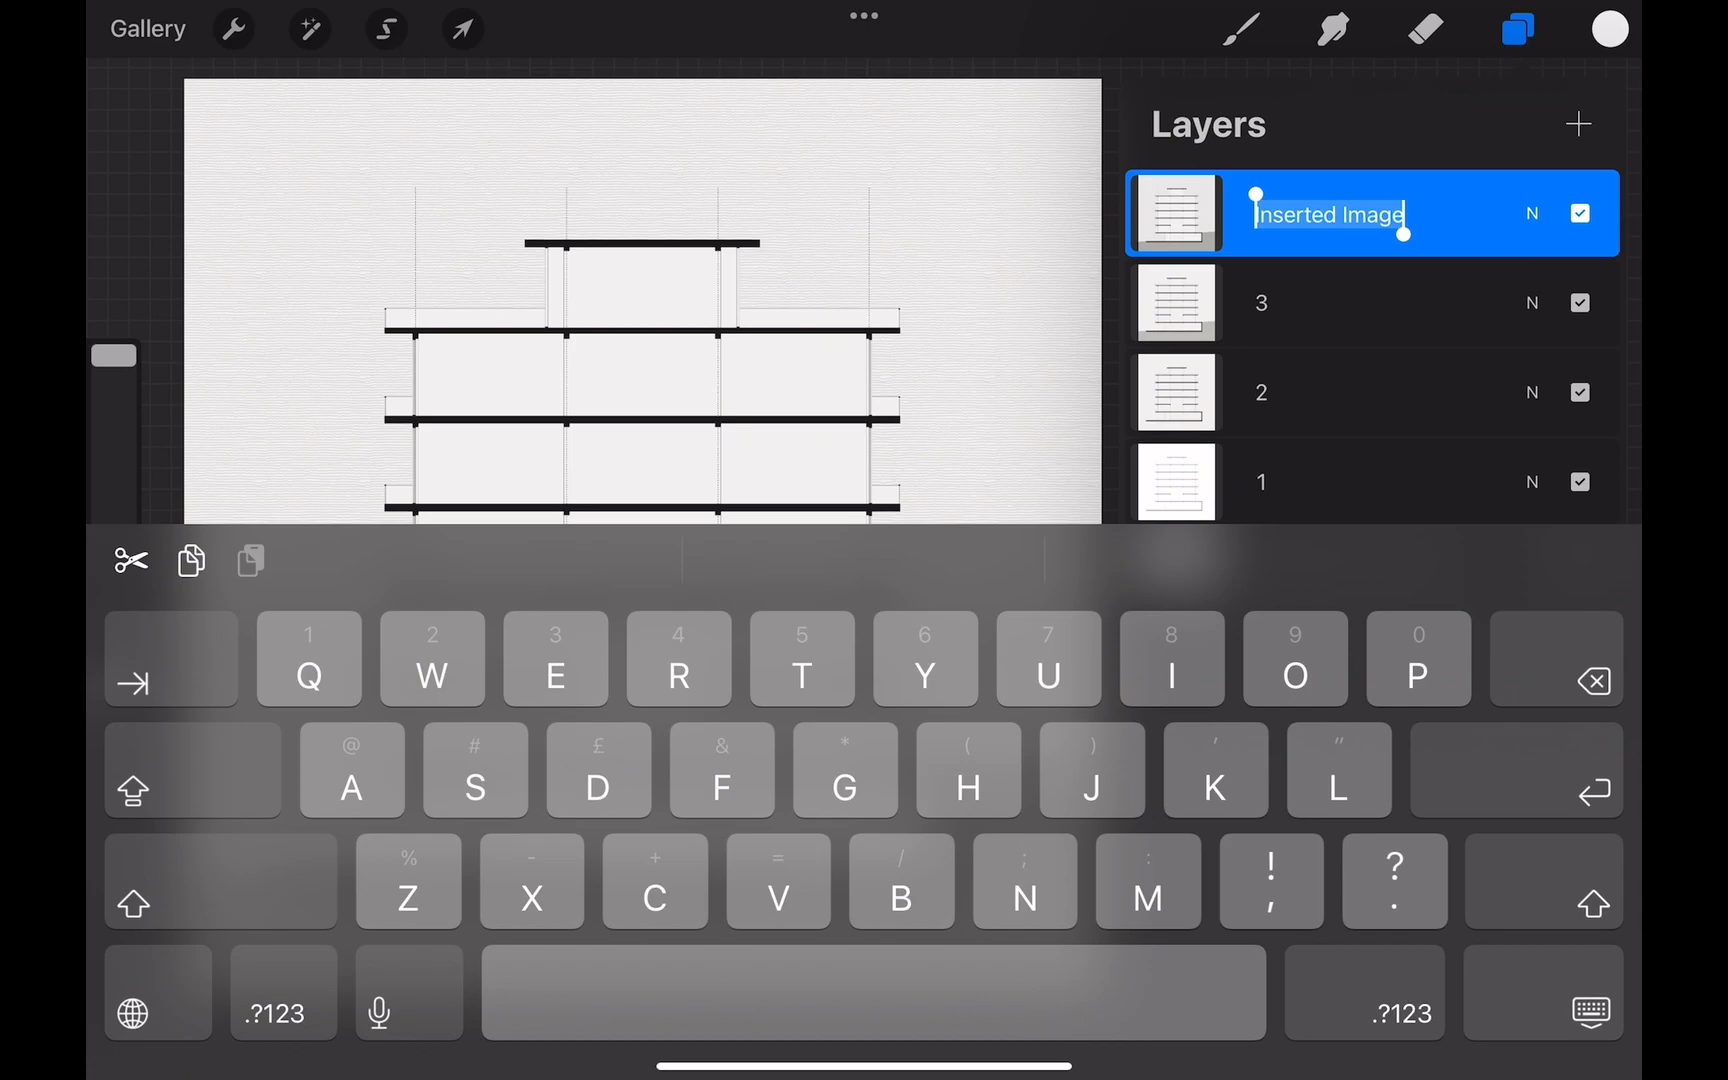 Gallery
Layers
Inserted Image N
3 N
2 N
1 N
1 2 3 4 5 6 7 8 9 0
Q W E R T Y U I O P
@ # £ & * ( ) ' "
A S D F G H J K L
% - + = / ; : ! ?
Z X C V B N M , .
.?123 .?123